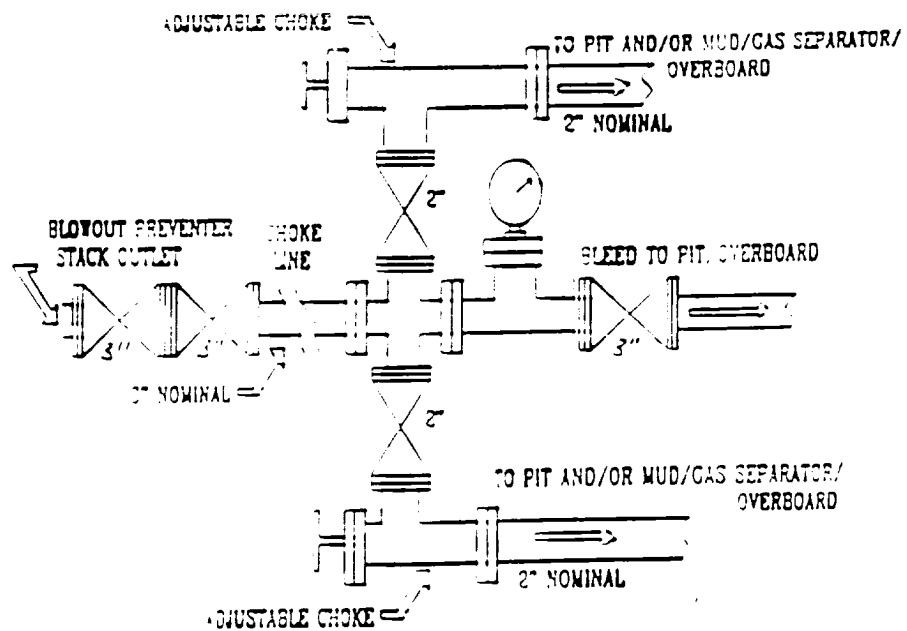 ADJUSTABLE CHOKE
TO PIT AND/OR MUD/GAS SEPARATOR/
OVERBOARD
2" NOMINAL
2"
BLOWOUT PREVENTER
STACK OUTLET
CHOKE
LINE
BLEED TO PIT, OVERBOARD
3"
3"
3"
NOMINAL
2"
TO PIT AND/OR MUD/GAS SEPARATOR/
OVERBOARD
2" NOMINAL
ADJUSTABLE CHOKE